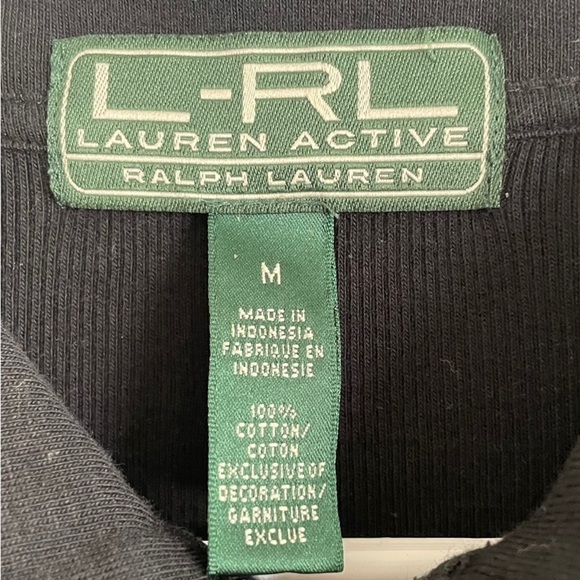 L-RL
LAUREN ACTIVE
RALPH LAUREN
M
MADE IN
INDONESIA
FABRIQUE EN
INDONESIE
100%
COTTON/
COTON
EXCLUSIVE OF
DECORATION/
GARNITURE
EXCLUE